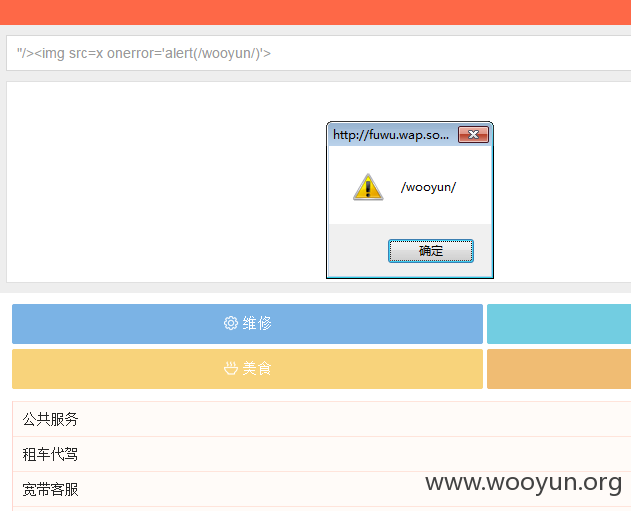 "/><img src=x onerror='alert(/wooyun/)'>
http://fuwu.wap.so...
/wooyun/
确定
维修
美食
公共服务
租车代驾
宽带客服
www.wooyun.org